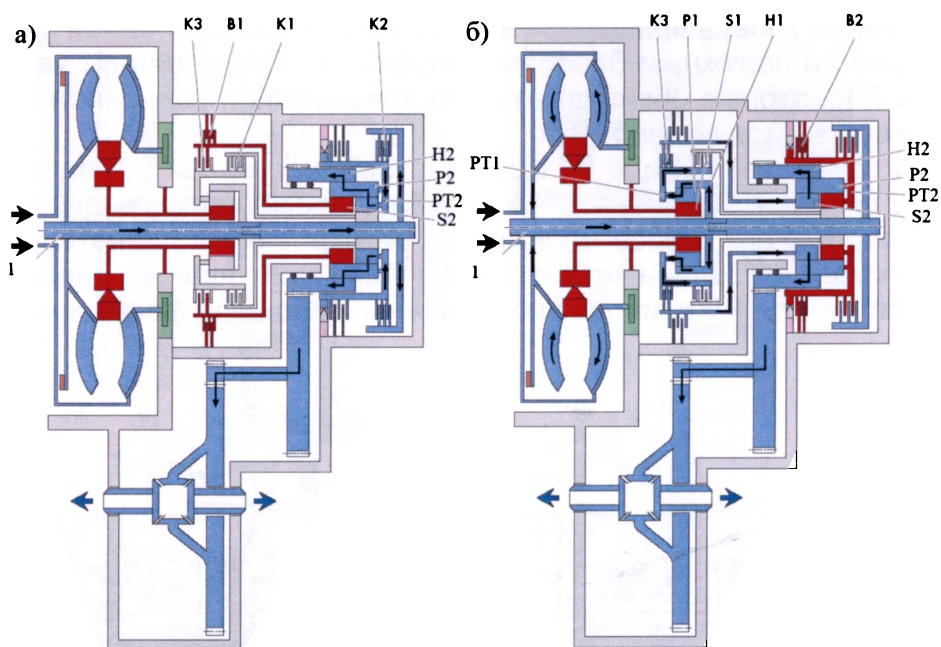 а)
K3 B1 K1 K2
H2
P2
PT2
S2
1
б)
K3 P1 S1 H1 B2
PT1
H2
P2
PT2
S2
1